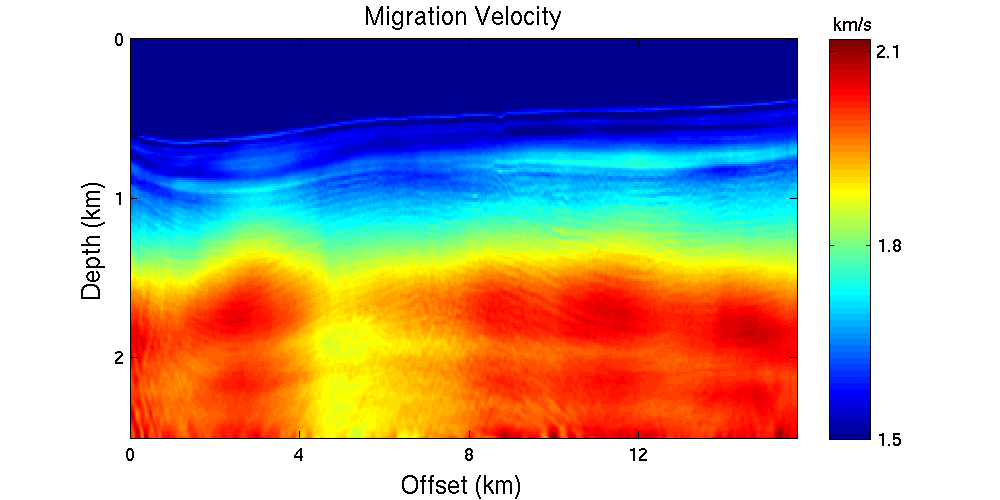 Migration Velocity
km/s
0
2.1
1
1.8
2
1.5
Depth (km)
0 4 8 12
Offset (km)